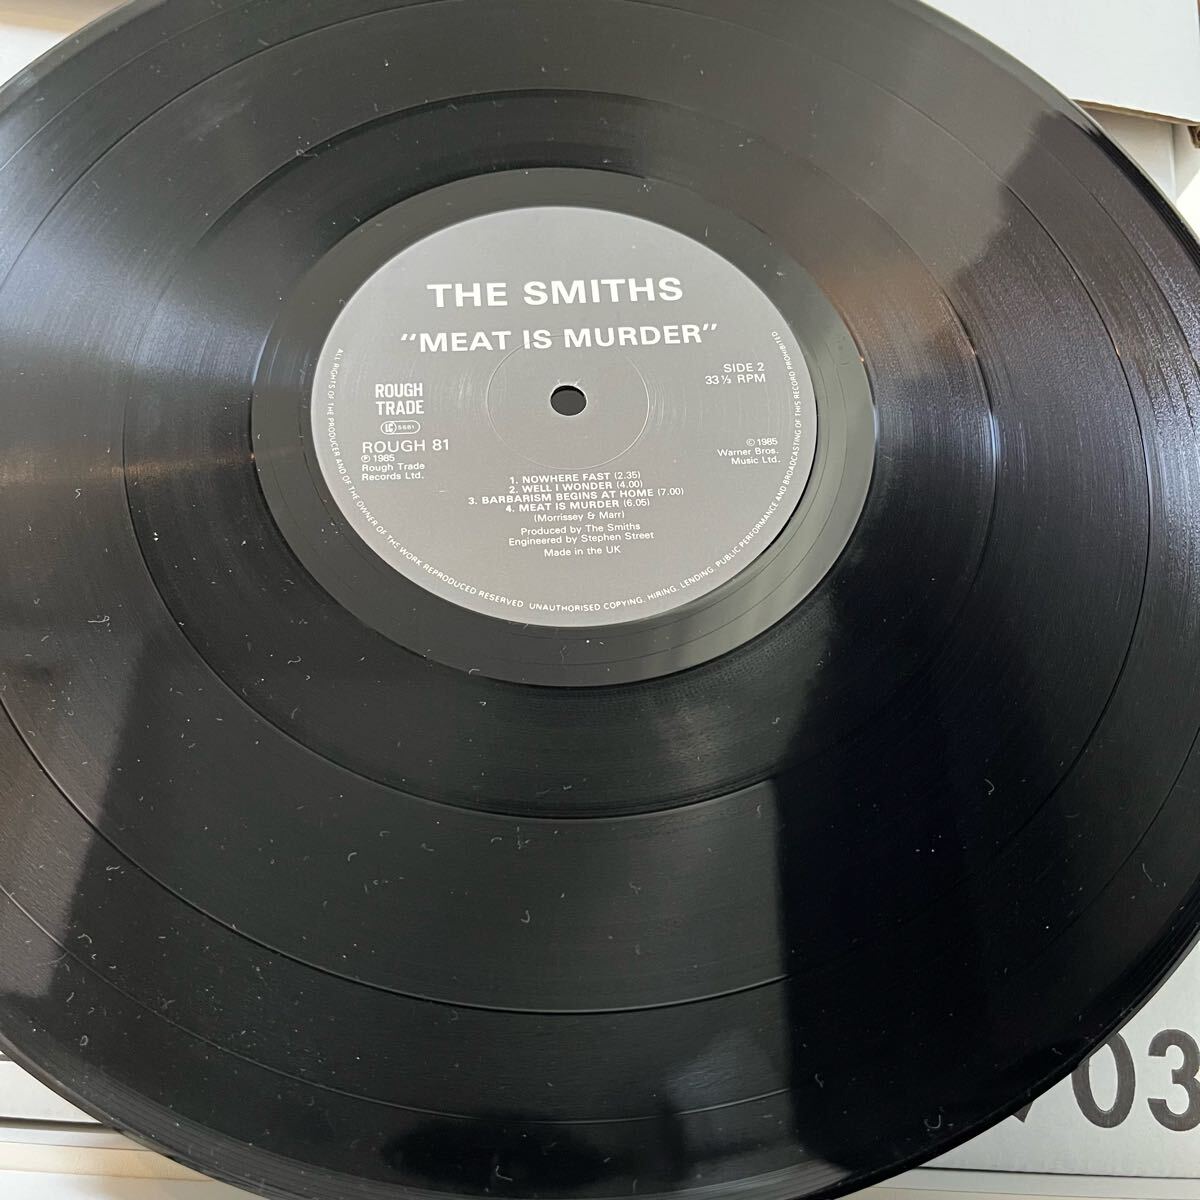 THE SMITHS
"MEAT IS MURDER"
ROUGH
TRADE
LC 5661
ROUGH 81
℗ 1985
Rough Trade
Records Ltd.
SIDE 2
33 ⅓ RPM
© 1985
Warner Bros.
Music Ltd.
1. NOWHERE FAST (2.35)
2. WELL I WONDER (4.00)
3. BARBARISM BEGINS AT HOME (7.00)
4. MEAT IS MURDER (6.05)
(Morrissey & Marr)
Produced by The Smiths
Engineered by Stephen Street
Made in the UK
ALL RIGHTS OF THE PRODUCER AND OF THE OWNER OF THE WORK REPRODUCED RESERVED. UNAUTHORISED COPYING, HIRING, LENDING, PUBLIC PERFORMANCE AND BROADCASTING OF THIS RECORD PROHIBITED
03